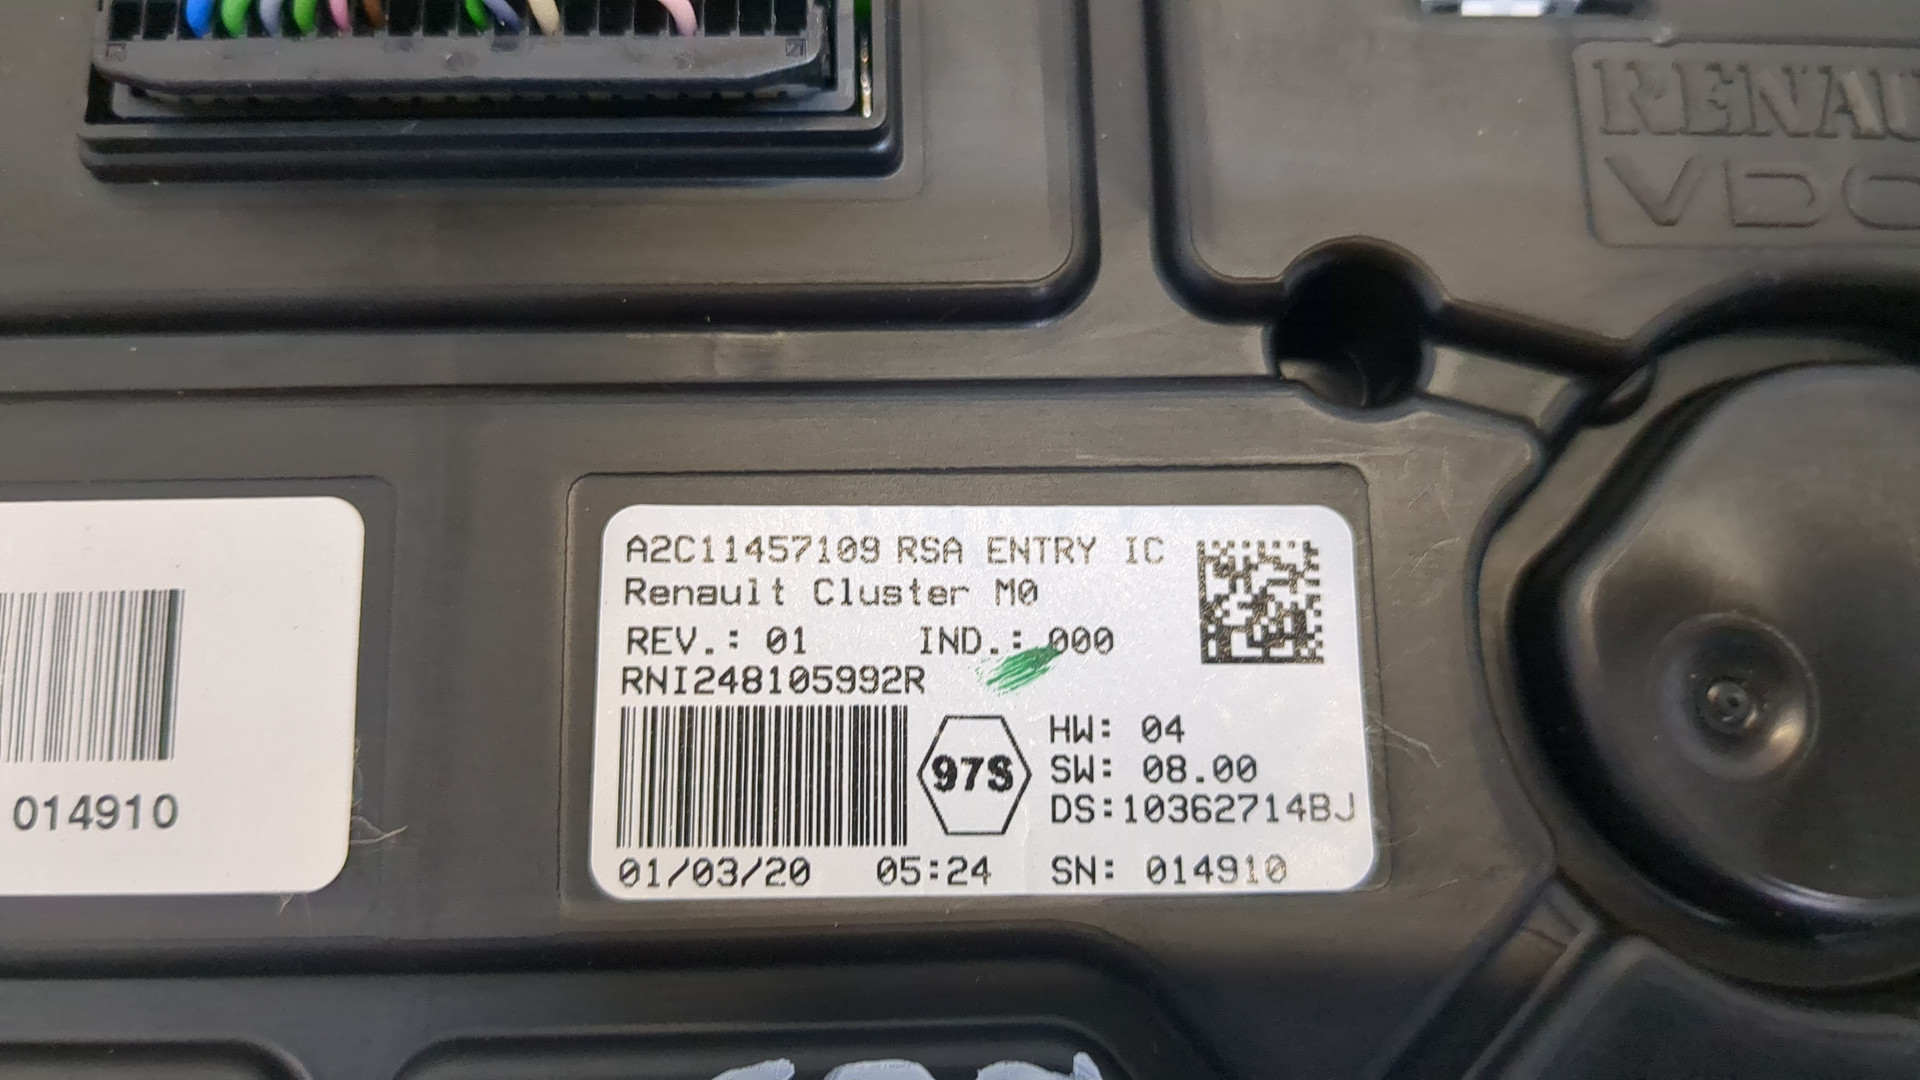 21
RENAU
VDO
A2C11457109 RSA ENTRY IC
Renault Cluster M0
REV.: 01 IND.: 000
RNI248105992R
97S
HW: 04
SW: 08.00
DS:10362714BJ
01/03/20 05:24 SN: 014910
014910